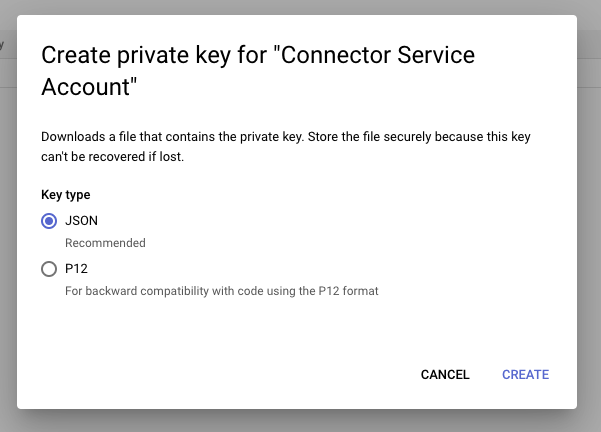 Create private key for "Connector Service
Account"
Downloads a file that contains the private key. Store the file securely because this key
can't be recovered if lost.
Key type
JSON
Recommended
P12
For backward compatibility with code using the P12 format
CANCEL CREATE